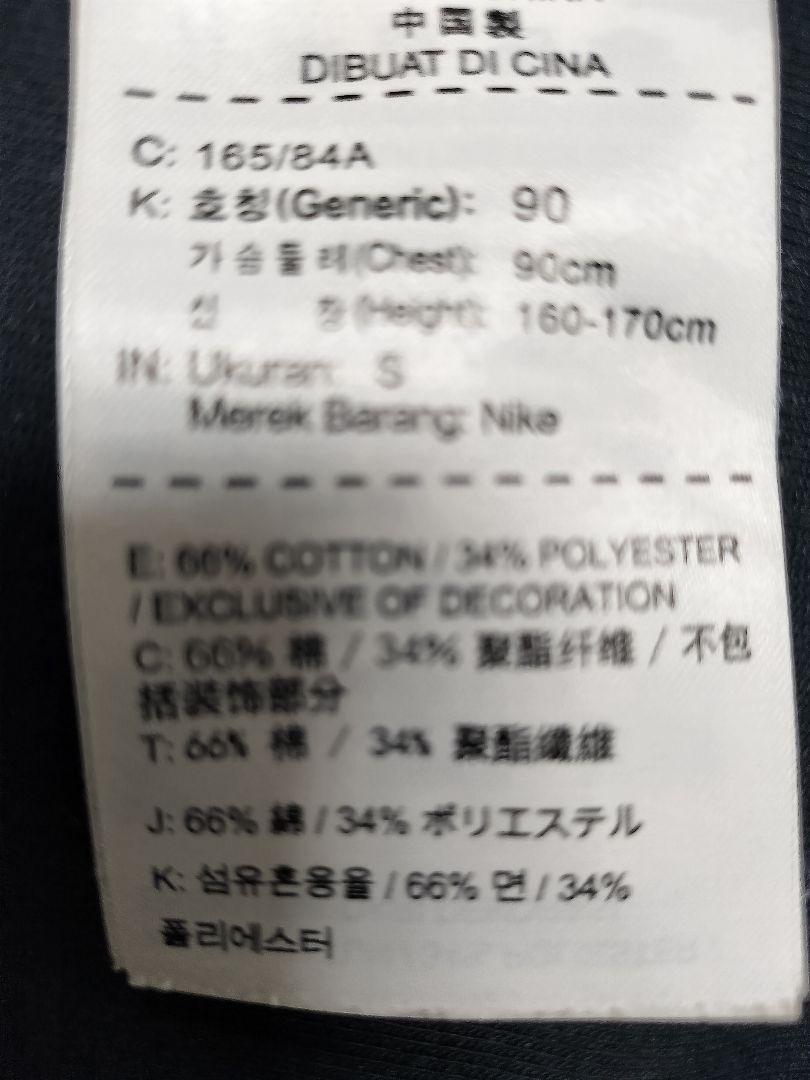 中国製
DIBUAT DI CINA
C: 165/84A
K: 호칭(Generic): 90
가슴둘레(Chest): 90cm
신 장(Height): 160-170cm
IN: Ukuran: S
Merek Barang: Nike
E: 66% COTTON / 34% POLYESTER
/ EXCLUSIVE OF DECORATION
C: 66% 棉 / 34% 聚酯纤维 / 不包
括装饰部分
T: 66% 棉 / 34% 聚酯纖維
J: 66% 綿 / 34% ポリエステル
K: 섬유혼용율 / 66% 면 / 34%
폴리에스터